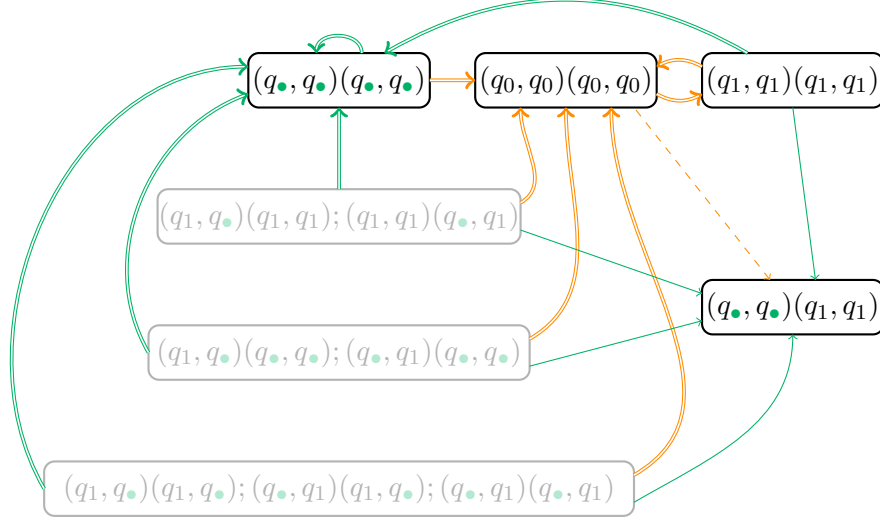 (q●, q●)(q●, q●) (q₀, q₀)(q₀, q₀) (q₁, q₁)(q₁, q₁)
(q₁, q●)(q₁, q₁); (q₁, q₁)(q●, q₁)
(q●, q●)(q₁, q₁)
(q₁, q●)(q●, q●); (q●, q₁)(q●, q●)
(q₁, q●)(q₁, q●); (q●, q₁)(q₁, q●); (q●, q₁)(q●, q₁)